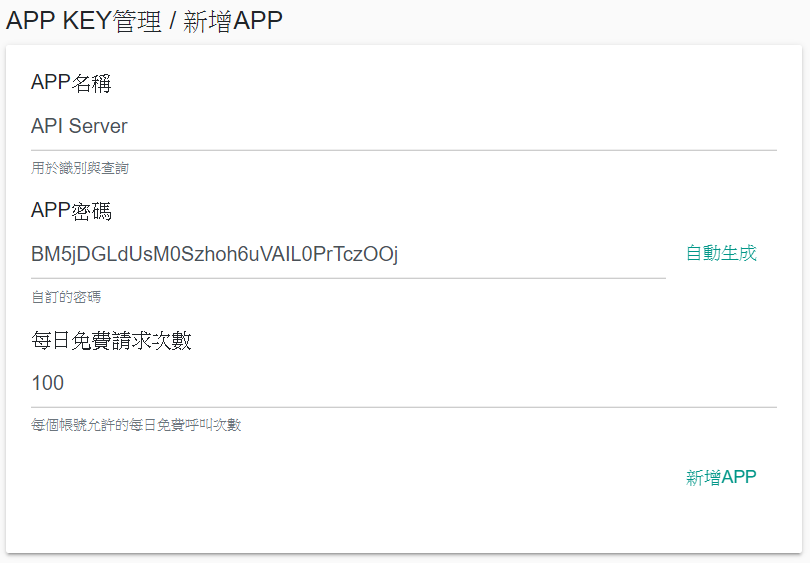 APP KEY管理 / 新增APP
APP名稱
API Server
用於識別與查詢
APP密碼
BM5jDGLdUsM0Szhoh6uVAIL0PrTczOOj
自動生成
自訂的密碼
每日免費請求次數
100
每個帳號允許的每日免費呼叫次數
新增APP